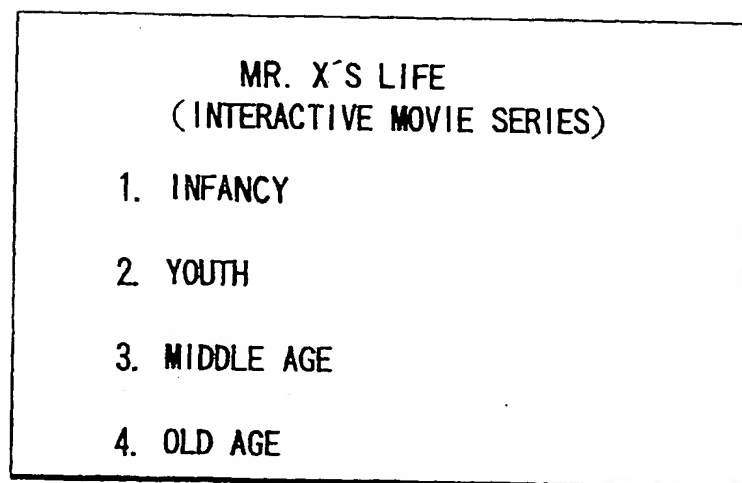 MR. X´S LIFE
(INTERACTIVE MOVIE SERIES)
1. INFANCY
2. YOUTH
3. MIDDLE AGE
4. OLD AGE